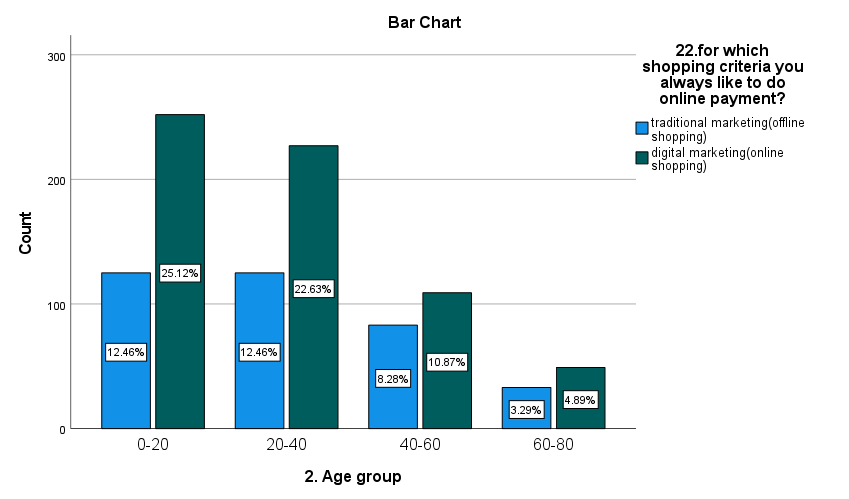 Bar Chart
22.for which
shopping criteria you
always like to do
online payment?
traditional marketing(offline
shopping)
digital marketing(online
shopping)
Count
300
200
100
0
12.46%
25.12%
12.46%
22.63%
8.28%
10.87%
3.29%
4.89%
0-20
20-40
40-60
60-80
2. Age group